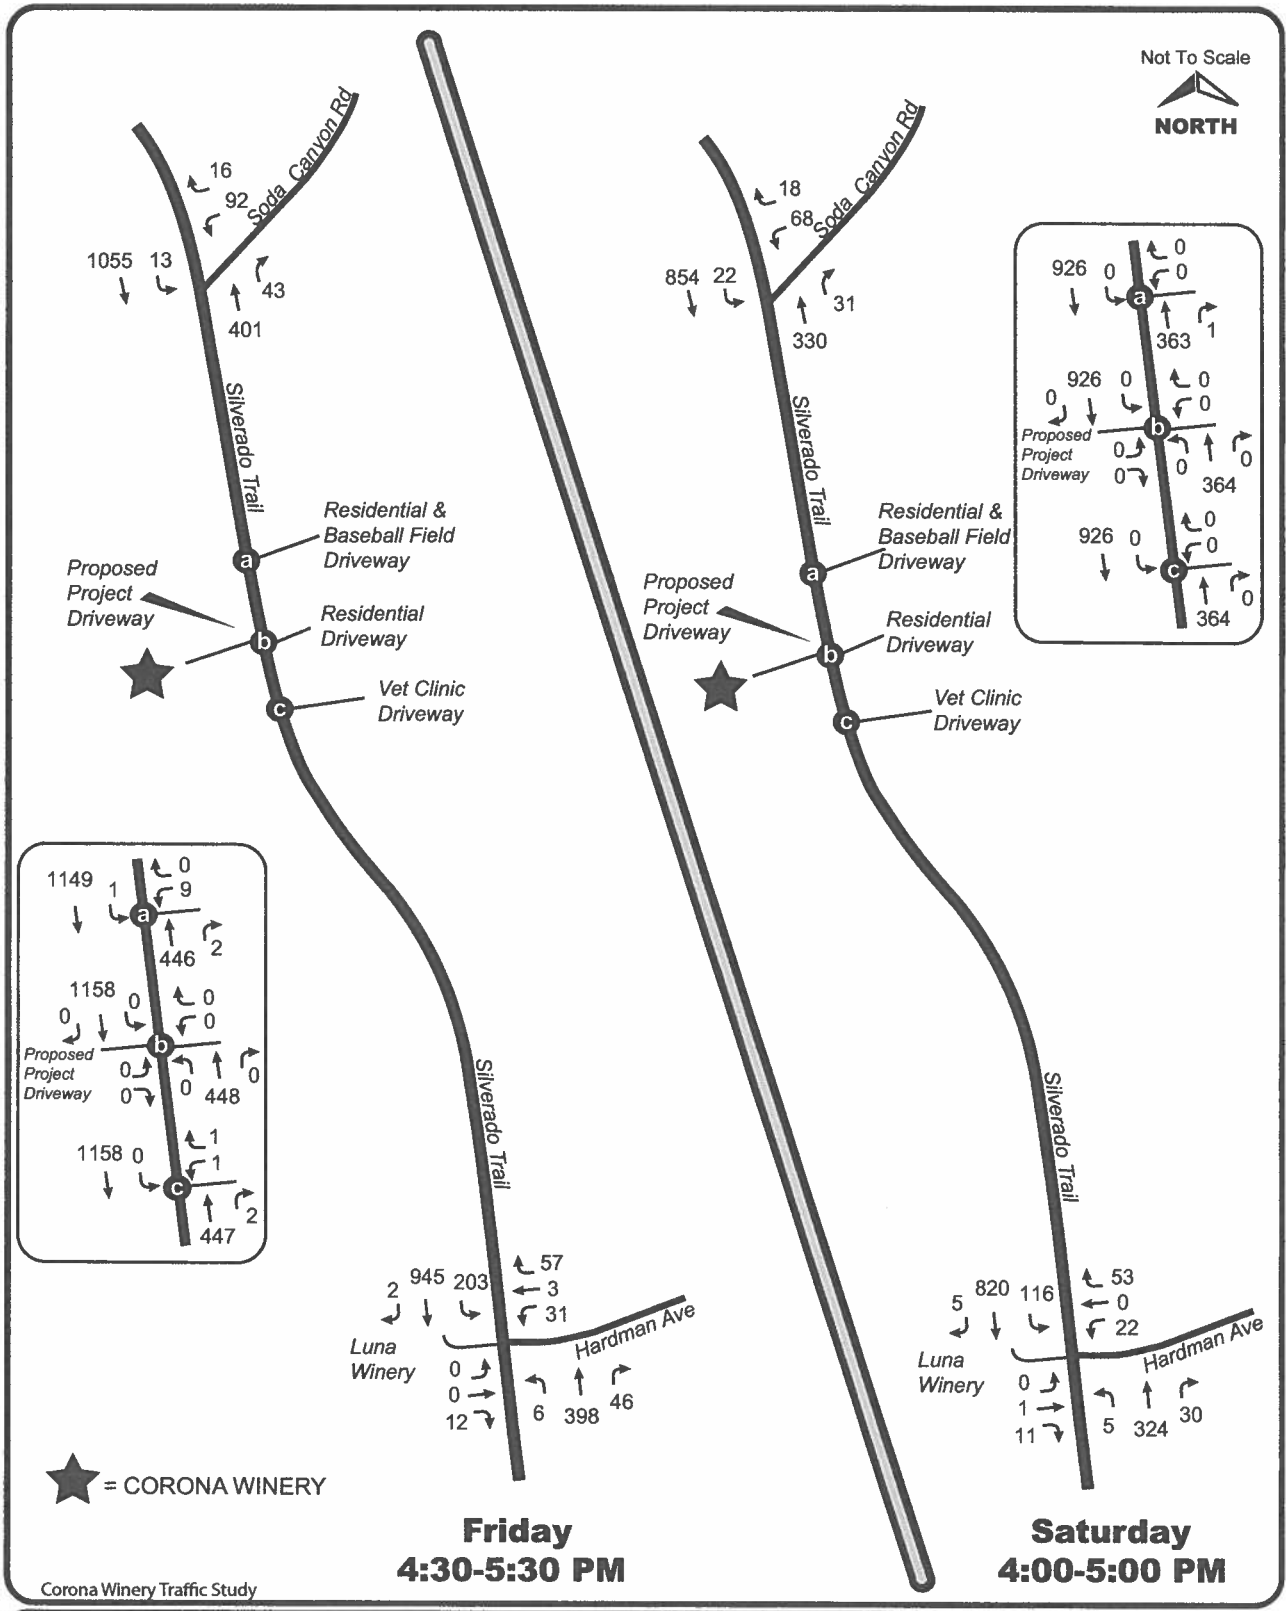 Not To Scale
NORTH
16
92
Soda Canyon Rd
1055 13
43
401
Silverado Trail
a
Residential &
Baseball Field
Driveway
Proposed
Project
Driveway
b
Residential
Driveway
c
Vet Clinic
Driveway
0
1149 1 9
a
446 2
1158 0 0
0 0
b
Proposed
Project
Driveway
0
0
0 448 0
1158 0 1
1
c
447 2
Silverado Trail
2 945 203 57
3
31
Luna
Winery
Hardman Ave
0
0
12
6 398 46
= CORONA WINERY
Friday
4:30-5:30 PM
Corona Winery Traffic Study
18
68
Soda Canyon Rd
854 22
31
330
Silverado Trail
a
Residential &
Baseball Field
Driveway
Proposed
Project
Driveway
b
Residential
Driveway
c
Vet Clinic
Driveway
0
926 0 0
a
363 1
926 0 0
0 0
b
Proposed
Project
Driveway
0
0
0 364 0
926 0 0
0
c
364 0
Silverado Trail
5 820 116 53
0
22
Luna
Winery
Hardman Ave
0
1
11
5 324 30
Saturday
4:00-5:00 PM